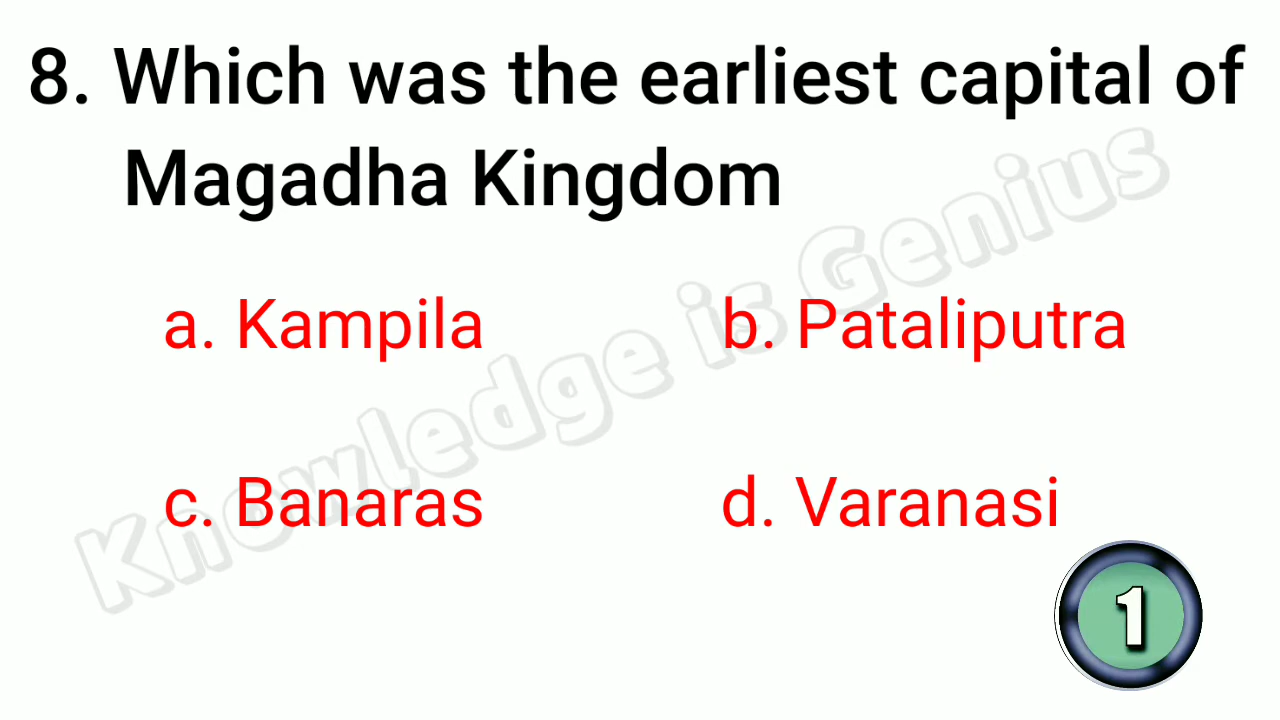 8. Which was the earliest capital of
Magadha Kingdom
a. Kampila b. Pataliputra
c. Banaras d. Varanasi
Knowledge is Genius
1